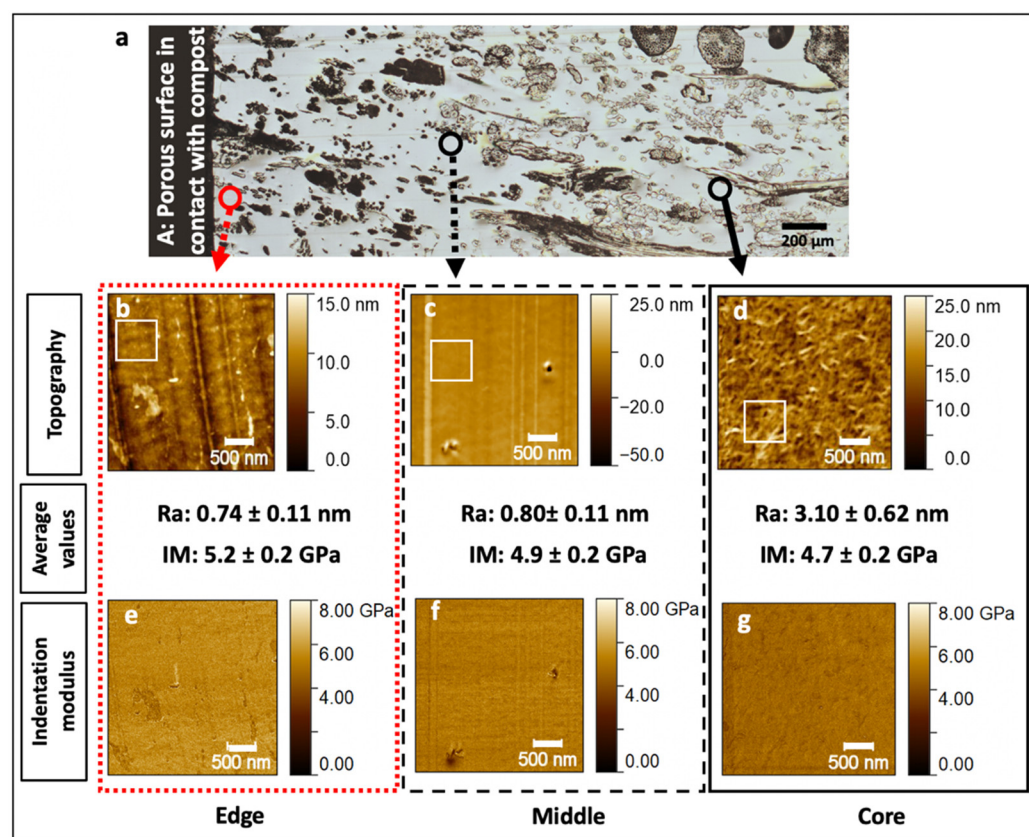 a
A: Porous surface in
contact with compost
200 µm
Topography
b
15.0 nm
10.0
5.0
0.0
500 nm
c
25.0 nm
0.0
−20.0
−50.0
500 nm
d
25.0 nm
20.0
15.0
10.0
0.0
500 nm
Average
values
Ra: 0.74 ± 0.11 nm
IM: 5.2 ± 0.2 GPa
Ra: 0.80± 0.11 nm
IM: 4.9 ± 0.2 GPa
Ra: 3.10 ± 0.62 nm
IM: 4.7 ± 0.2 GPa
Indentation
modulus
e
8.00 GPa
6.00
4.00
0.00
500 nm
f
8.00 GPa
6.00
4.00
0.00
500 nm
g
8.00 GPa
6.00
4.00
0.00
500 nm
Edge
Middle
Core